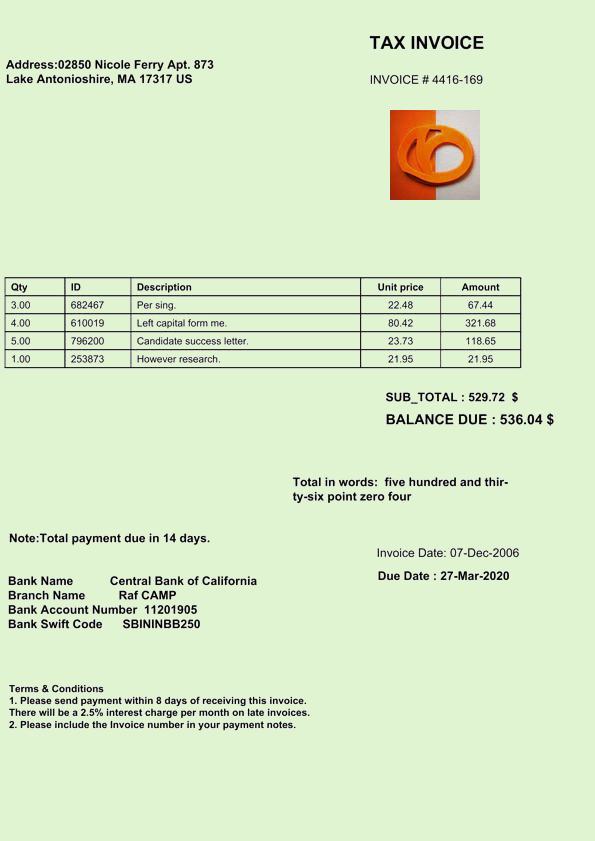 TAX INVOICE
Address:02850 Nicole Ferry Apt. 873
Lake Antonioshire, MA 17317 US
INVOICE # 4416-169
Qty ID Description Unit price Amount
3.00 682467 Per sing. 22.48 67.44
4.00 610019 Left capital form me. 80.42 321.68
5.00 796200 Candidate success letter. 23.73 118.65
1.00 253873 However research. 21.95 21.95
SUB_TOTAL : 529.72 $
BALANCE DUE : 536.04 $
Total in words: five hundred and thir-
ty-six point zero four
Note:Total payment due in 14 days.
Invoice Date: 07-Dec-2006
Due Date : 27-Mar-2020
Bank Name Central Bank of California
Branch Name Raf CAMP
Bank Account Number 11201905
Bank Swift Code SBININBB250
Terms & Conditions
1. Please send payment within 8 days of receiving this invoice.
There will be a 2.5% interest charge per month on late invoices.
2. Please include the Invoice number in your payment notes.